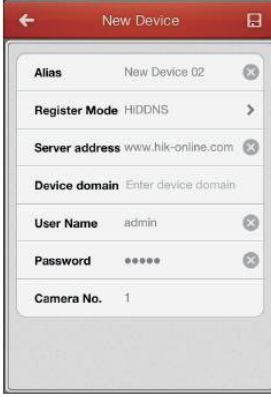 New Device
Alias New Device 02
Register Mode HiDDNS
Server address www.hik-online.com
Device domain Enter device domain
User Name admin
Password •••••
Camera No. 1